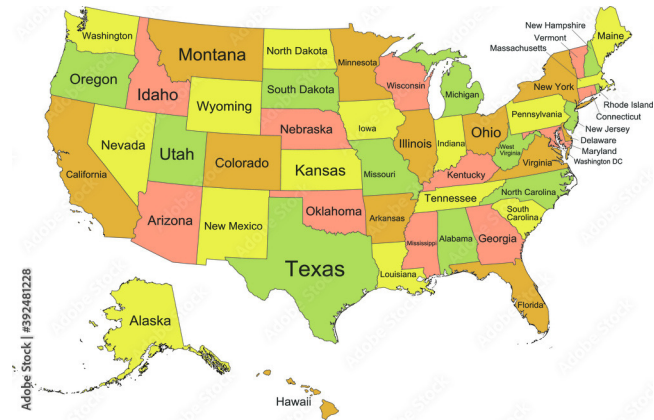 New Hampshire
Vermont
Massachusetts
Maine
Washington
Montana
North Dakota
Minnesota
Oregon
Idaho
Wyoming
South Dakota
Wisconsin
Michigan
New York
Rhode Island
Connecticut
New Jersey
Delaware
Maryland
Washington DC
Pennsylvania
Nebraska
Iowa
Illinois
Indiana
Ohio
West
Virginia
Virginia
Nevada
Utah
Colorado
Kansas
Missouri
Kentucky
California
Arizona
New Mexico
Oklahoma
Arkansas
Tennessee
North Carolina
South
Carolina
Texas
Louisiana
Mississippi
Alabama
Georgia
Florida
Alaska
Hawaii
Adobe Stock | #392481228